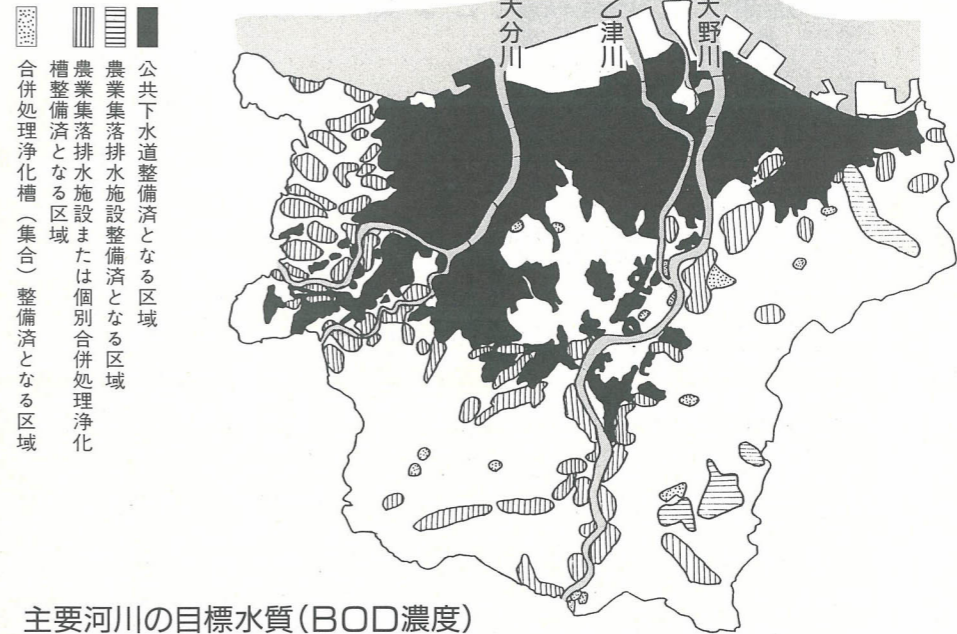 大分川
乙津川
大野川
公共下水道整備済となる区域
農業集落排水施設整備済となる区域
農業集落排水施設または個別合併処理浄化
槽整備済となる区域
合併処理浄化槽（集合）整備済となる区域
主要河川の目標水質（BOD濃度）